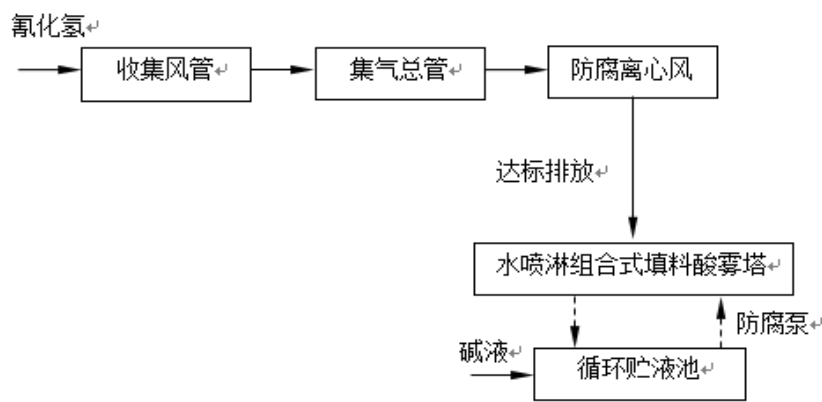 氰化氢
收集风管
集气总管
防腐离心风
达标排放
水喷淋组合式填料酸雾塔
防腐泵
碱液
循环贮液池